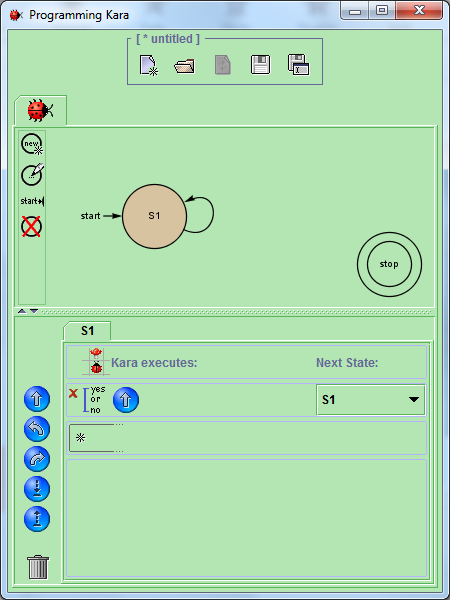 Programming Kara
[ * untitled ]
new
start
start
S1
stop
S1
Kara executes:
Next State:
yes
or
no
S1